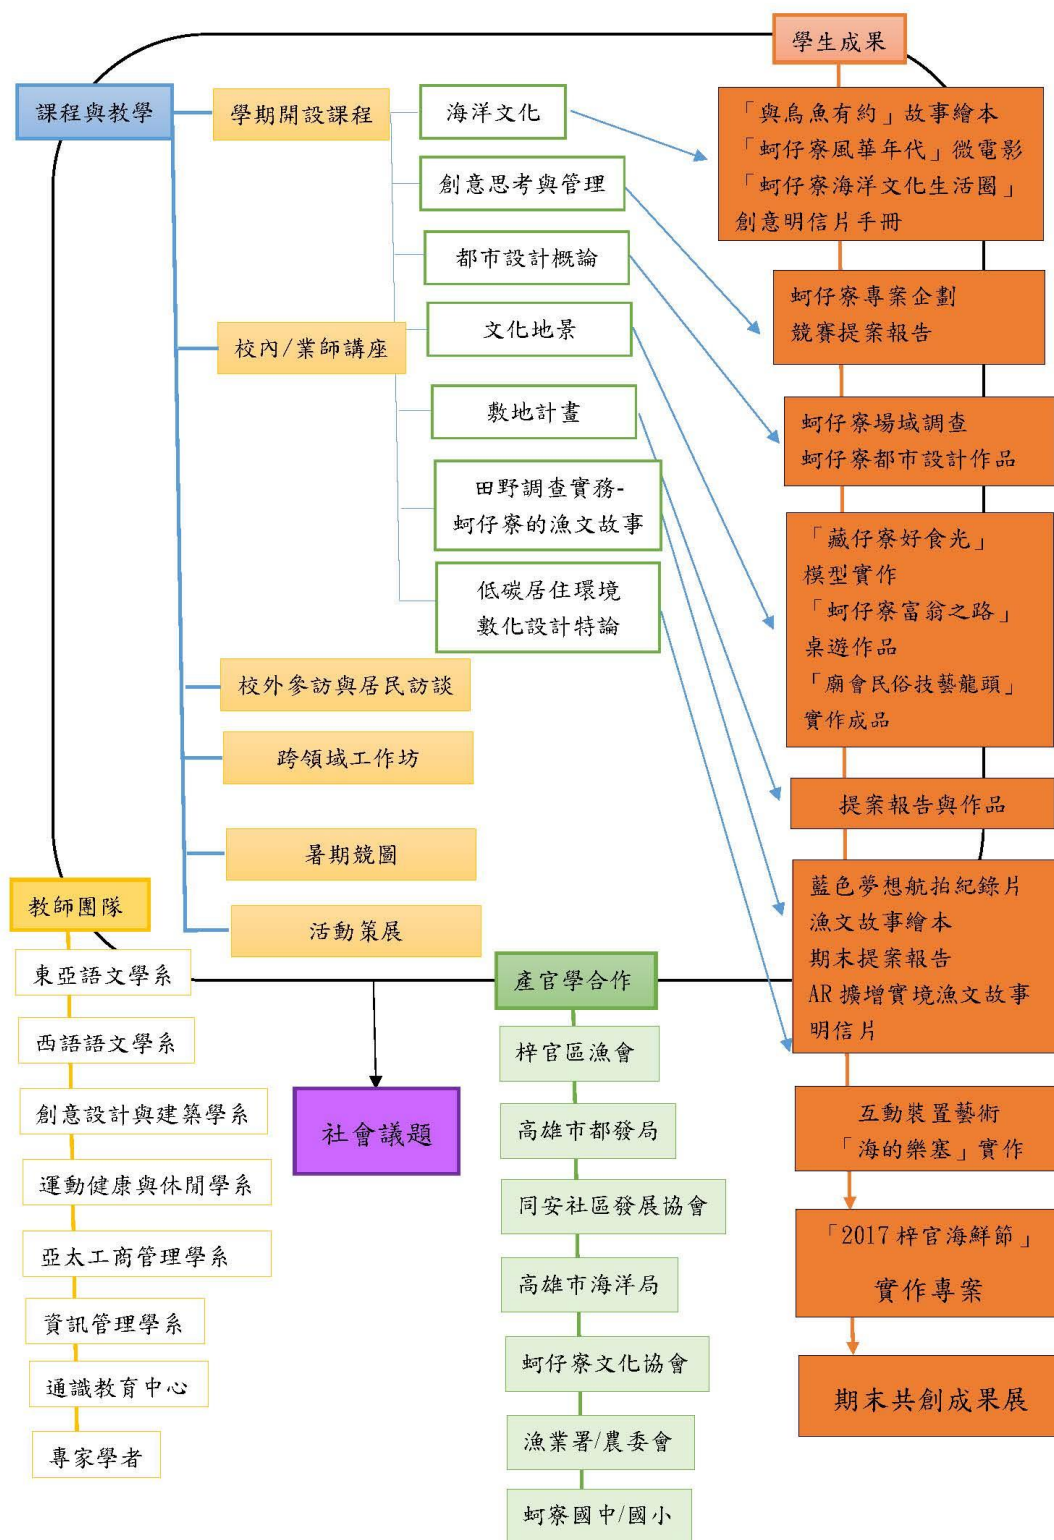 學生成果
課程與教學
學期開設課程
海洋文化
創意思考與管理
都市設計概論
校內/業師講座
文化地景
敷地計畫
田野調查實務-
蚵仔寮的漁文故事
低碳居住環境
數化設計特論
校外參訪與居民訪談
跨領域工作坊
暑期競圖
活動策展
「與烏魚有約」故事繪本
「蚵仔寮風華年代」微電影
「蚵仔寮海洋文化生活圈」
創意明信片手冊
蚵仔寮專案企劃
競賽提案報告
蚵仔寮場域調查
蚵仔寮都市設計作品
「藏仔寮好食光」
模型實作
「蚵仔寮富翁之路」
桌遊作品
「廟會民俗技藝龍頭」
實作成品
提案報告與作品
藍色夢想航拍紀錄片
漁文故事繪本
期末提案報告
AR 擴增實境漁文故事
明信片
互動裝置藝術
「海的樂塞」實作
「2017 梓官海鮮節」
實作專案
期末共創成果展
教師團隊
東亞語文學系
西語語文學系
創意設計與建築學系
運動健康與休閒學系
亞太工商管理學系
資訊管理學系
通識教育中心
專家學者
社會議題
產官學合作
梓官區漁會
高雄市都發局
同安社區發展協會
高雄市海洋局
蚵仔寮文化協會
漁業署/農委會
蚵寮國中/國小